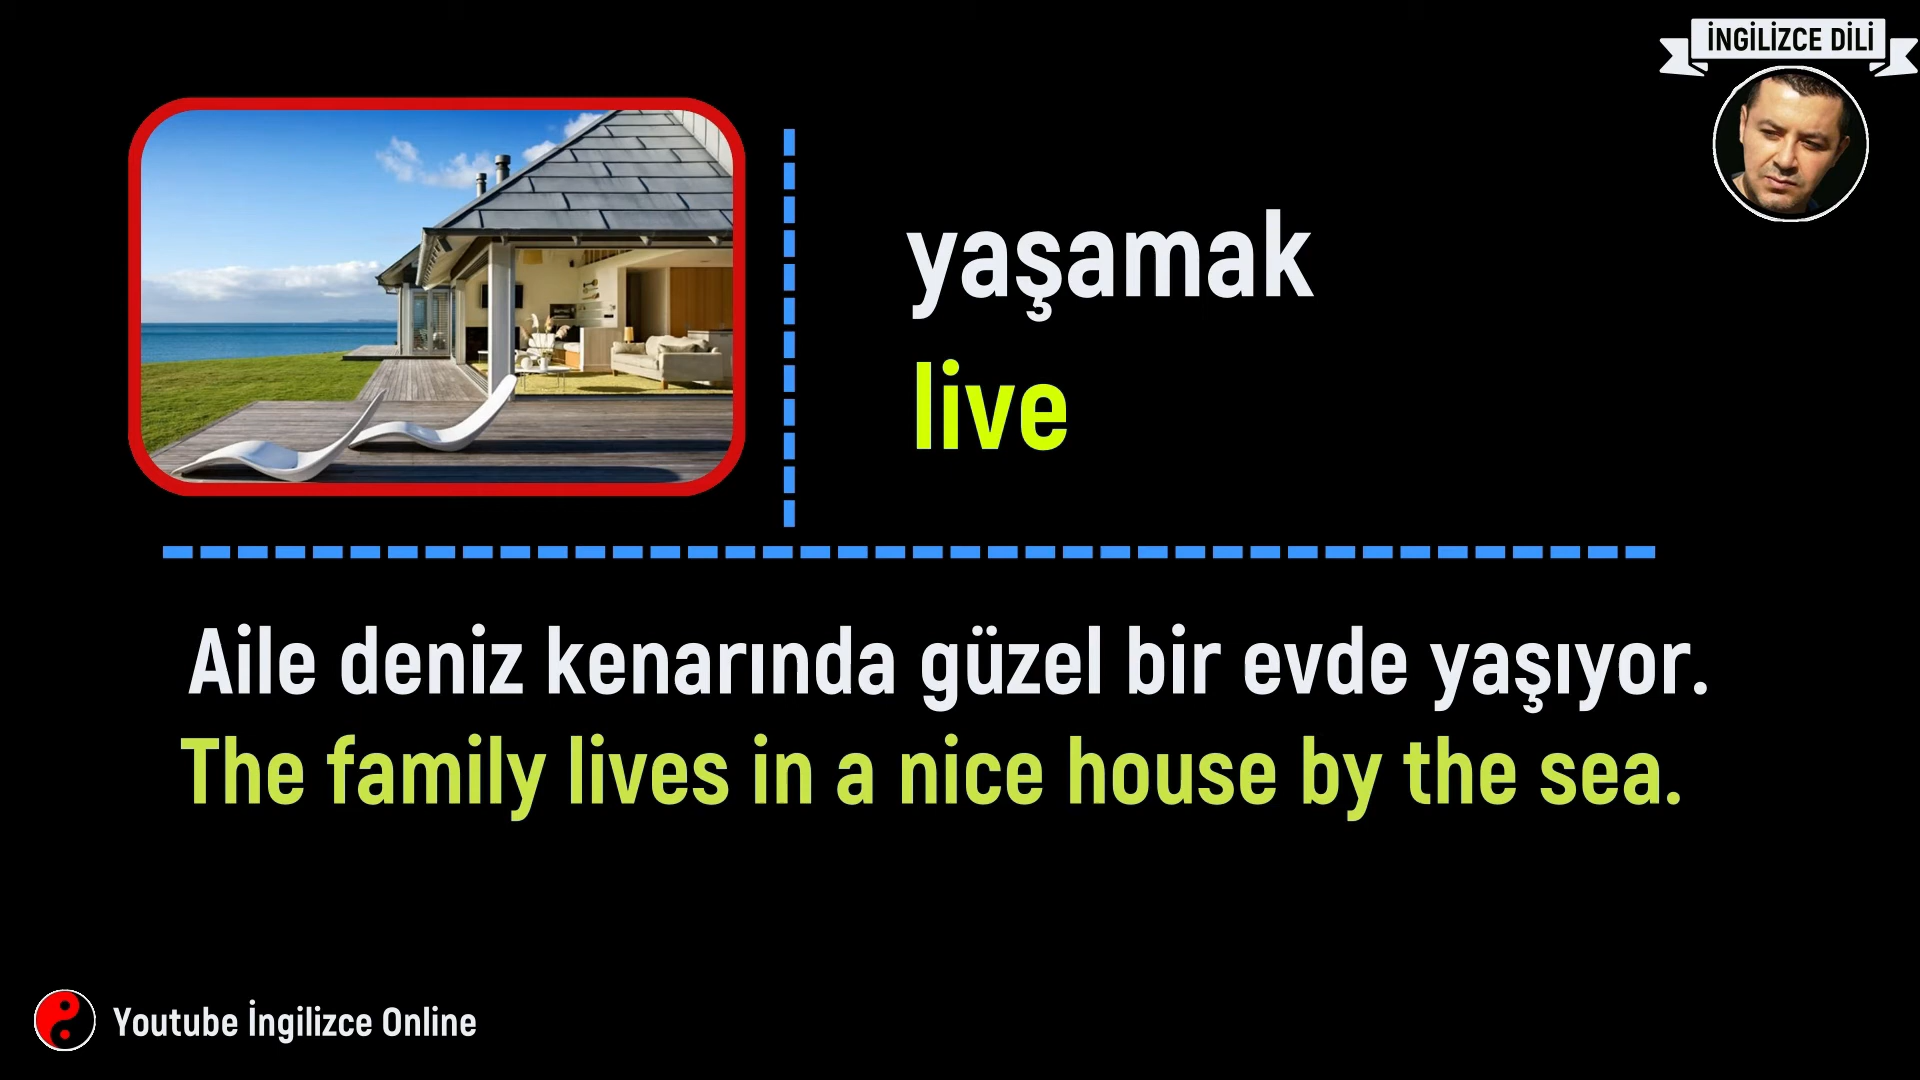 İNGİLİZCE DİLİ
yaşamak
live
Aile deniz kenarında güzel bir evde yaşıyor.
The family lives in a nice house by the sea.
Youtube İngilizce Online